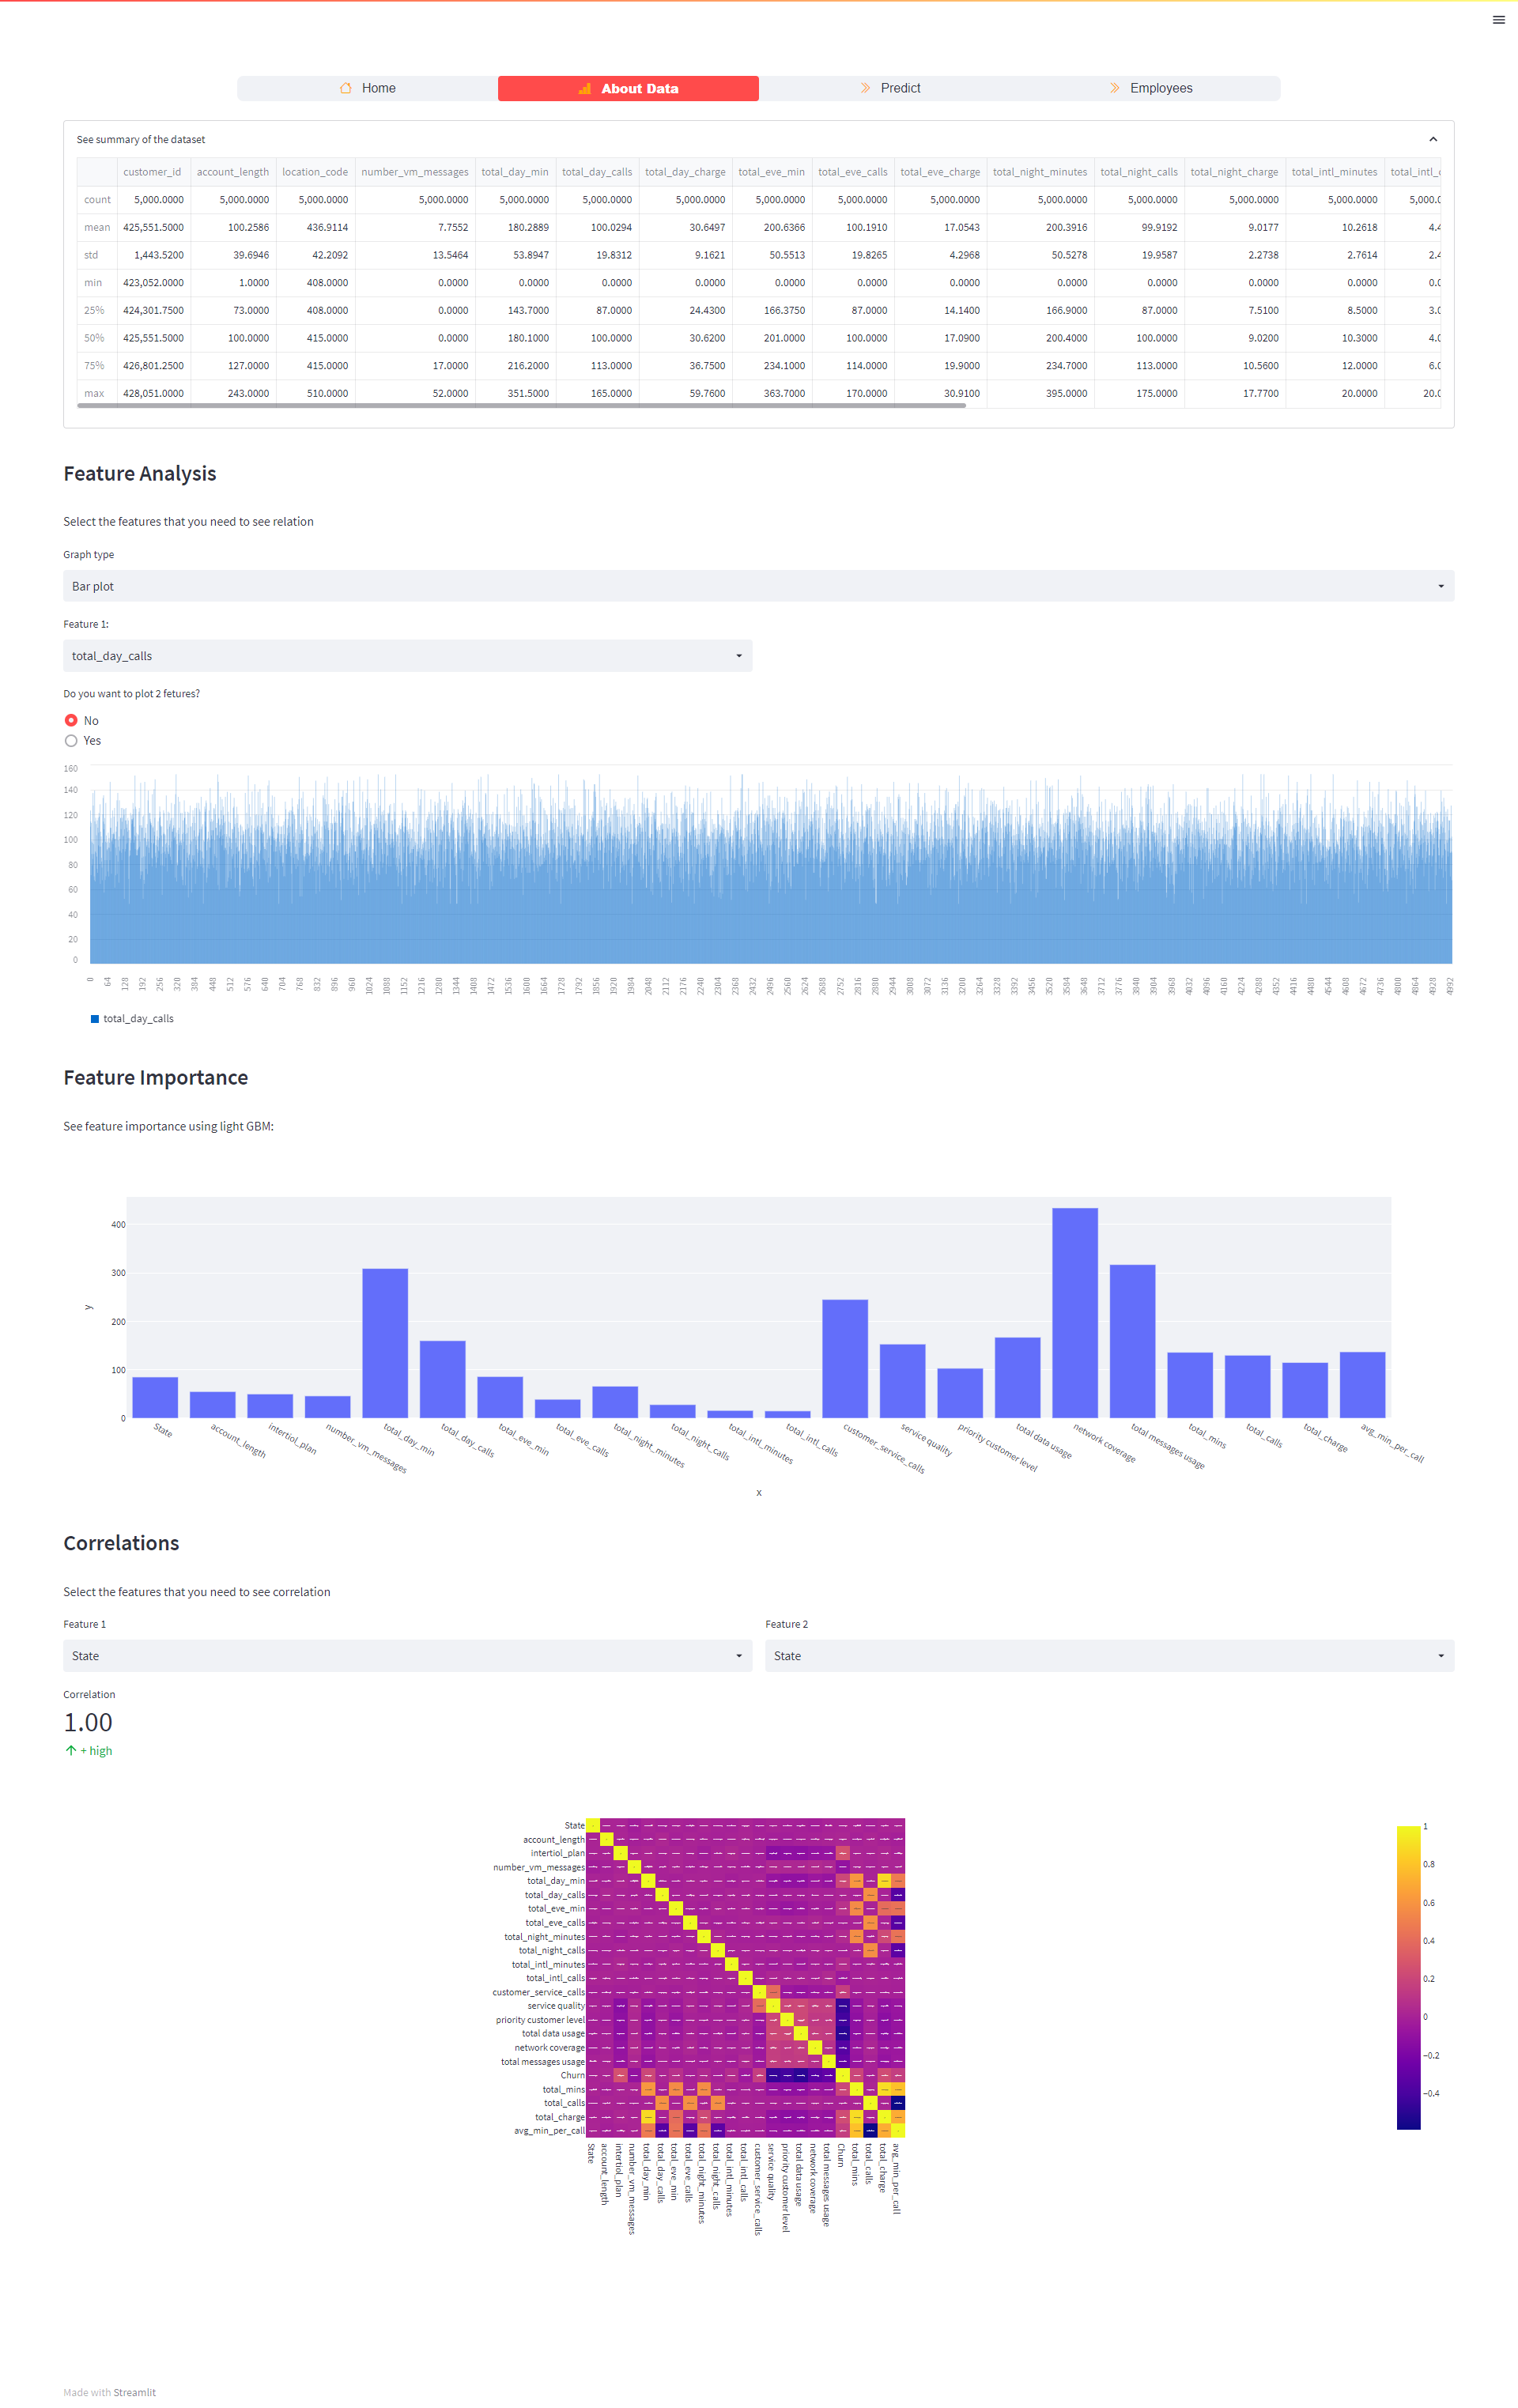 Home About Data Predict Employees
See summary of the dataset
customer_id account_length location_code number_vm_messages total_day_min total_day_calls total_day_charge total_eve_min total_eve_calls total_eve_charge total_night_minutes total_night_calls total_night_charge total_intl_minutes total_intl_c
count 5,000.0000 5,000.0000 5,000.0000 5,000.0000 5,000.0000 5,000.0000 5,000.0000 5,000.0000 5,000.0000 5,000.0000 5,000.0000 5,000.0000 5,000.0000 5,000.0000 5,000.0
mean 425,551.5000 100.2586 436.9114 7.7552 180.2889 100.0294 30.6497 200.6366 100.1910 17.0543 200.3916 99.9192 9.0177 10.2618 4.4
std 1,443.5200 39.6946 42.2092 13.5464 53.8947 19.8312 9.1621 50.5513 19.8265 4.2968 50.5278 19.9587 2.2738 2.7614 2.4
min 423,052.0000 1.0000 408.0000 0.0000 0.0000 0.0000 0.0000 0.0000 0.0000 0.0000 0.0000 0.0000 0.0000 0.0000 0.0
25% 424,301.7500 73.0000 408.0000 0.0000 143.7000 87.0000 24.4300 166.3750 87.0000 14.1400 166.9000 87.0000 7.5100 8.5000 3.0
50% 425,551.5000 100.0000 415.0000 0.0000 180.1000 100.0000 30.6200 201.0000 100.0000 17.0900 200.4000 100.0000 9.0200 10.3000 4.0
75% 426,801.2500 127.0000 415.0000 17.0000 216.2000 113.0000 36.7500 234.1000 114.0000 19.9000 234.7000 113.0000 10.5600 12.0000 6.0
max 428,051.0000 243.0000 510.0000 52.0000 351.5000 165.0000 59.7600 363.7000 170.0000 30.9100 395.0000 175.0000 17.7700 20.0000 20.0
Feature Analysis
Select the features that you need to see relation
Graph type
Bar plot
Feature 1:
total_day_calls
Do you want to plot 2 fetures?
No
Yes
160
140
120
100
80
60
40
20
0
0 64 128 192 256 320 384 448 512 576 640 704 768 832 896 960 1024 1088 1152 1216 1280 1344 1408 1472 1536 1600 1664 1728 1792 1856 1920 1984 2048 2112 2176 2240 2304 2368 2432 2496 2560 2624 2688 2752 2816 2880 2944 3008 3072 3136 3200 3264 3328 3392 3456 3520 3584 3648 3712 3776 3840 3904 3968 4032 4096 4160 4224 4288 4352 4416 4480 4544 4608 4672 4736 4800 4864 4928 4992
total_day_calls
Feature Importance
See feature importance using light GBM:
400
300
200
100
0
y
State account_length intertiol_plan number_vm_messages total_day_min total_day_calls total_eve_min total_eve_calls total_night_minutes total_night_calls total_intl_minutes total_intl_calls customer_service_calls service quality priority customer level total data usage network coverage total messages usage total_mins total_calls total_charge avg_min_per_call
x
Correlations
Select the features that you need to see correlation
Feature 1 Feature 2
State State
Correlation
1.00
+ high
State
account_length
intertiol_plan
number_vm_messages
total_day_min
total_day_calls
total_eve_min
total_eve_calls
total_night_minutes
total_night_calls
total_intl_minutes
total_intl_calls
customer_service_calls
service quality
priority customer level
total data usage
network coverage
total messages usage
Churn
total_mins
total_calls
total_charge
avg_min_per_call
State account_length intertiol_plan number_vm_messages total_day_min total_day_calls total_eve_min total_eve_calls total_night_minutes total_night_calls total_intl_minutes total_intl_calls customer_service_calls service quality priority customer level total data usage network coverage total messages usage Churn total_mins total_calls total_charge avg_min_per_call
1
0.8
0.6
0.4
0.2
0
−0.2
−0.4
Made with Streamlit